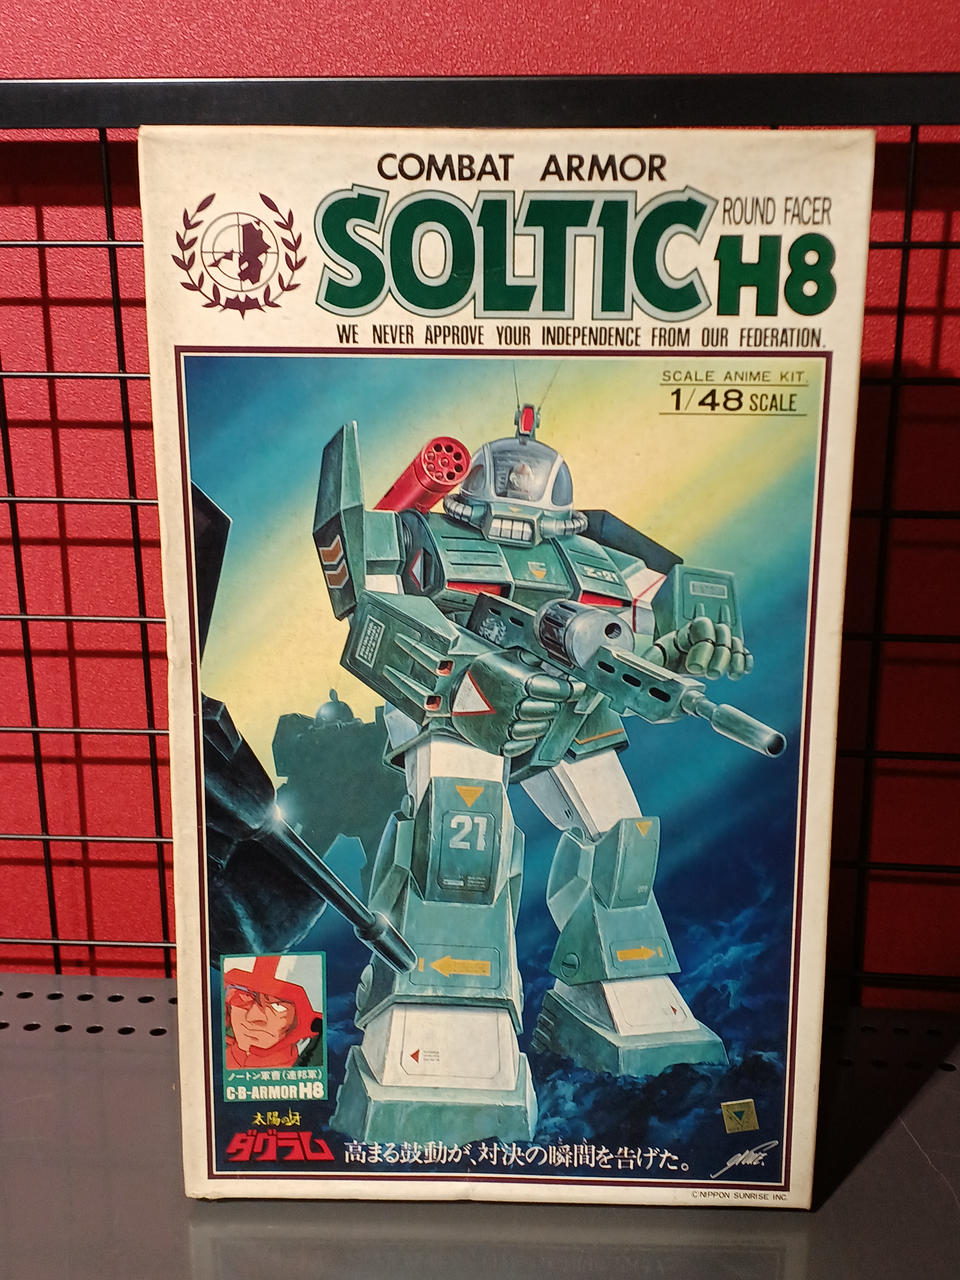 COMBAT ARMOR
SOLTIC
ROUND FACER
H8
WE NEVER APPROVE YOUR INDEPENDENCE FROM OUR FEDERATION.
SCALE ANIME KIT.
1/48 SCALE
Z-21
21
ノートン軍曹(連邦軍)
C·B-ARMOR H8
太陽の牙
ダグラム
高まる鼓動が、対決の瞬間を告げた。
©NIPPON SUNRISE INC.